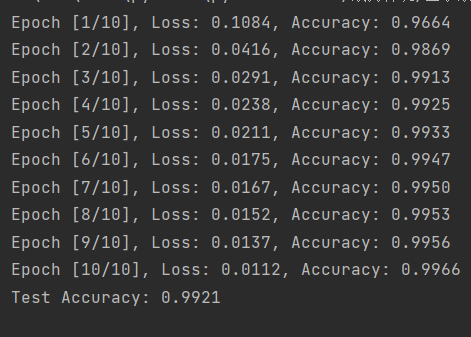 Epoch [1/10], Loss: 0.1084, Accuracy: 0.9664
Epoch [2/10], Loss: 0.0416, Accuracy: 0.9869
Epoch [3/10], Loss: 0.0291, Accuracy: 0.9913
Epoch [4/10], Loss: 0.0238, Accuracy: 0.9925
Epoch [5/10], Loss: 0.0211, Accuracy: 0.9933
Epoch [6/10], Loss: 0.0175, Accuracy: 0.9947
Epoch [7/10], Loss: 0.0167, Accuracy: 0.9950
Epoch [8/10], Loss: 0.0152, Accuracy: 0.9953
Epoch [9/10], Loss: 0.0137, Accuracy: 0.9956
Epoch [10/10], Loss: 0.0112, Accuracy: 0.9966
Test Accuracy: 0.9921